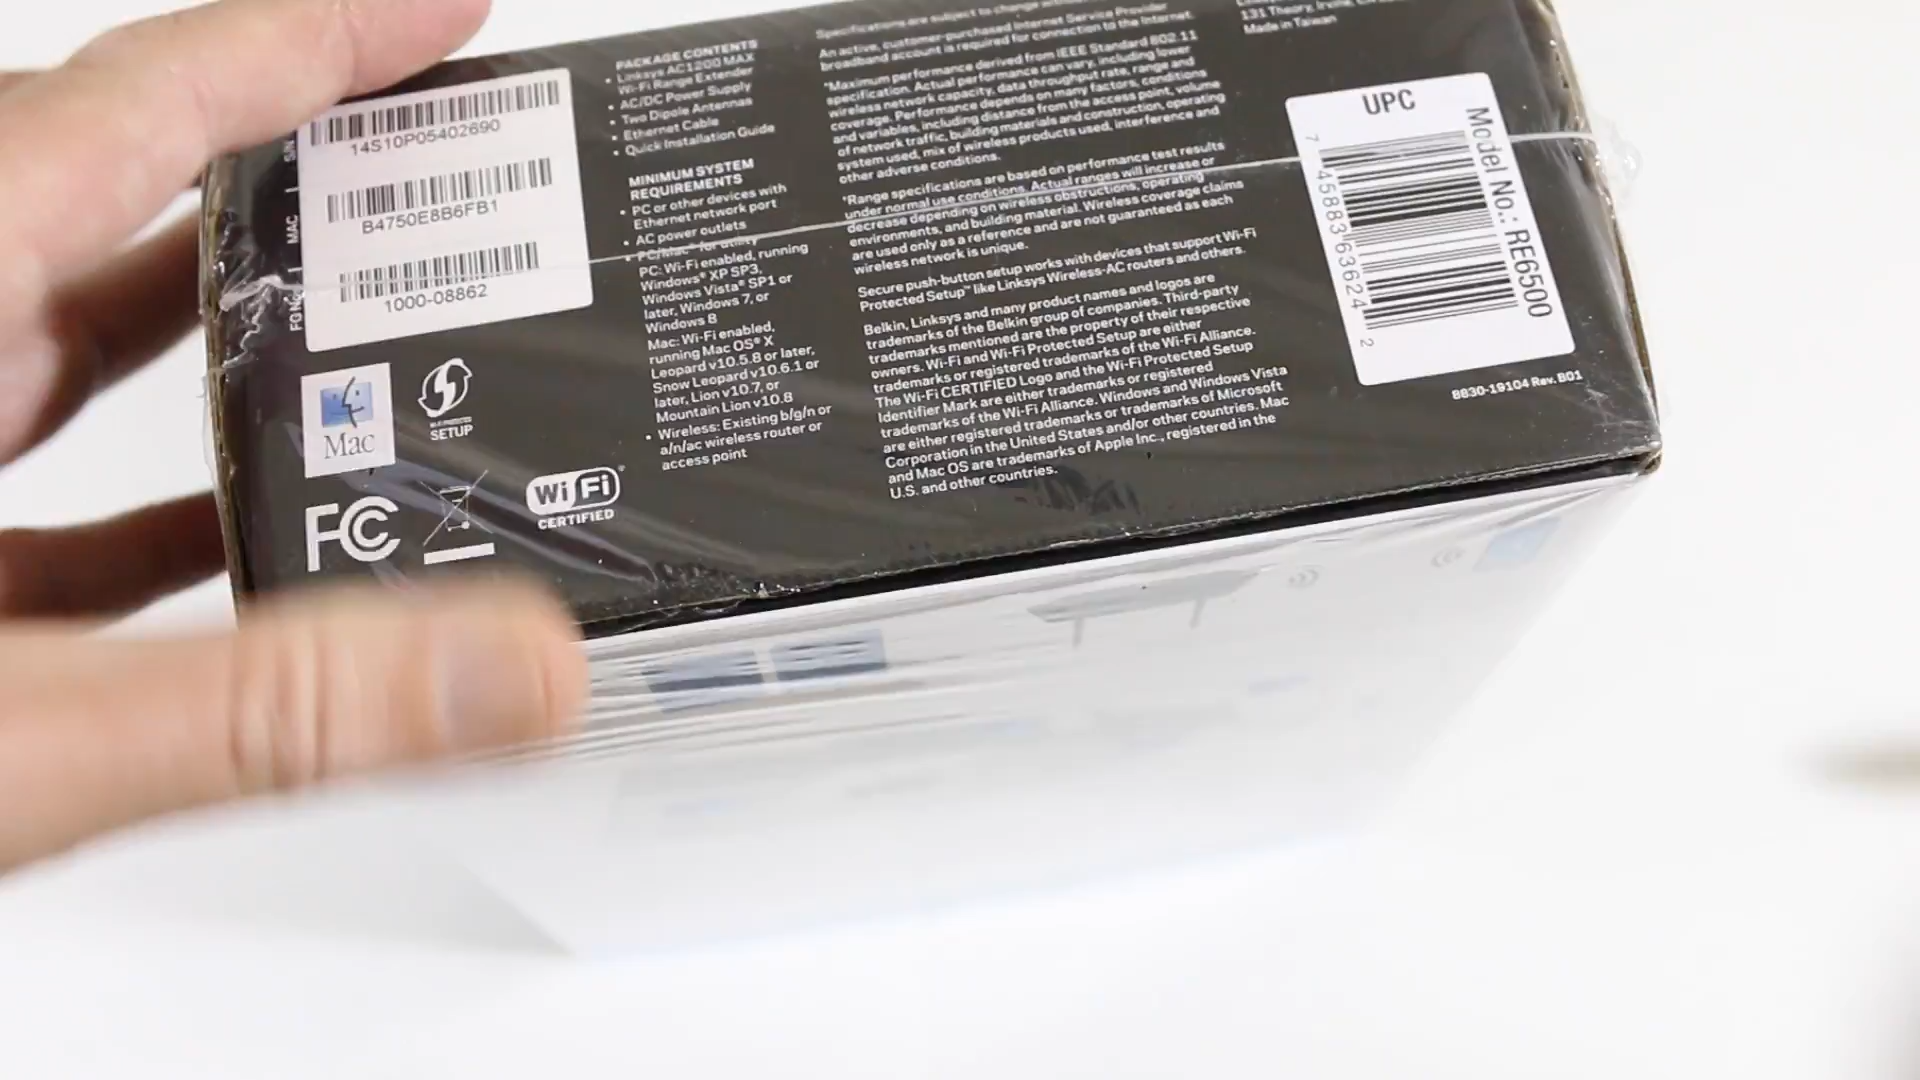 S/N
14S10P05402690
MAC
B4750E8B6FB1
1000-08862
Mac
SETUP
FC
Wi Fi
CERTIFIED
PACKAGE CONTENTS
• Linksys AC1200 MAX
Wi-Fi Range Extender
• AC/DC Power Supply
• Two Dipole Antennas
• Ethernet Cable
• Quick Installation Guide
MINIMUM SYSTEM
REQUIREMENTS
• PC or other devices with
Ethernet network port
• AC power outlets
• PC/Mac* for utility
PC: Wi-Fi enabled, running
Windows® XP SP3,
Windows Vista® SP1 or
later, Windows 7, or
Windows 8
Mac: Wi-Fi enabled,
running Mac OS® X
Leopard v10.5.8 or later,
Snow Leopard v10.6.1 or
later, Lion v10.7, or
Mountain Lion v10.8
• Wireless: Existing b/g/n or
a/n/ac wireless router or
access point
Specifications are subject to change without
An active, customer-purchased Internet Service Provider
broadband account is required for connection to the Internet.
*Maximum performance derived from IEEE Standard 802.11
specification. Actual performance can vary, including lower
wireless network capacity, data throughput rate, range and
coverage. Performance depends on many factors, conditions
and variables, including distance from the access point, volume
of network traffic, building materials and construction, operating
system used, mix of wireless products used, interference and
other adverse conditions.
*Range specifications are based on performance test results
under normal use conditions. Actual ranges will increase or
decrease depending on wireless obstructions, operating
environments, and building material. Wireless coverage claims
are used only as a reference and are not guaranteed as each
wireless network is unique.
Secure push-button setup works with devices that support Wi-Fi
Protected Setup™ like Linksys Wireless-AC routers and others.
Belkin, Linksys and many product names and logos are
trademarks of the Belkin group of companies. Third-party
trademarks mentioned are the property of their respective
owners. Wi-Fi and Wi-Fi Protected Setup are either
trademarks or registered trademarks of the Wi-Fi Alliance.
The Wi-Fi CERTIFIED Logo and the Wi-Fi Protected Setup
Identifier Mark are either trademarks or registered
trademarks of the Wi-Fi Alliance. Windows and Windows Vista
are either registered trademarks or trademarks of Microsoft
Corporation in the United States and/or other countries. Mac
and Mac OS are trademarks of Apple Inc., registered in the
U.S. and other countries.
131 Theory, Irvine,
Made in Taiwan
UPC
7 45883 63624 2
Model No.: RE6500
8830-19104 Rev. B01